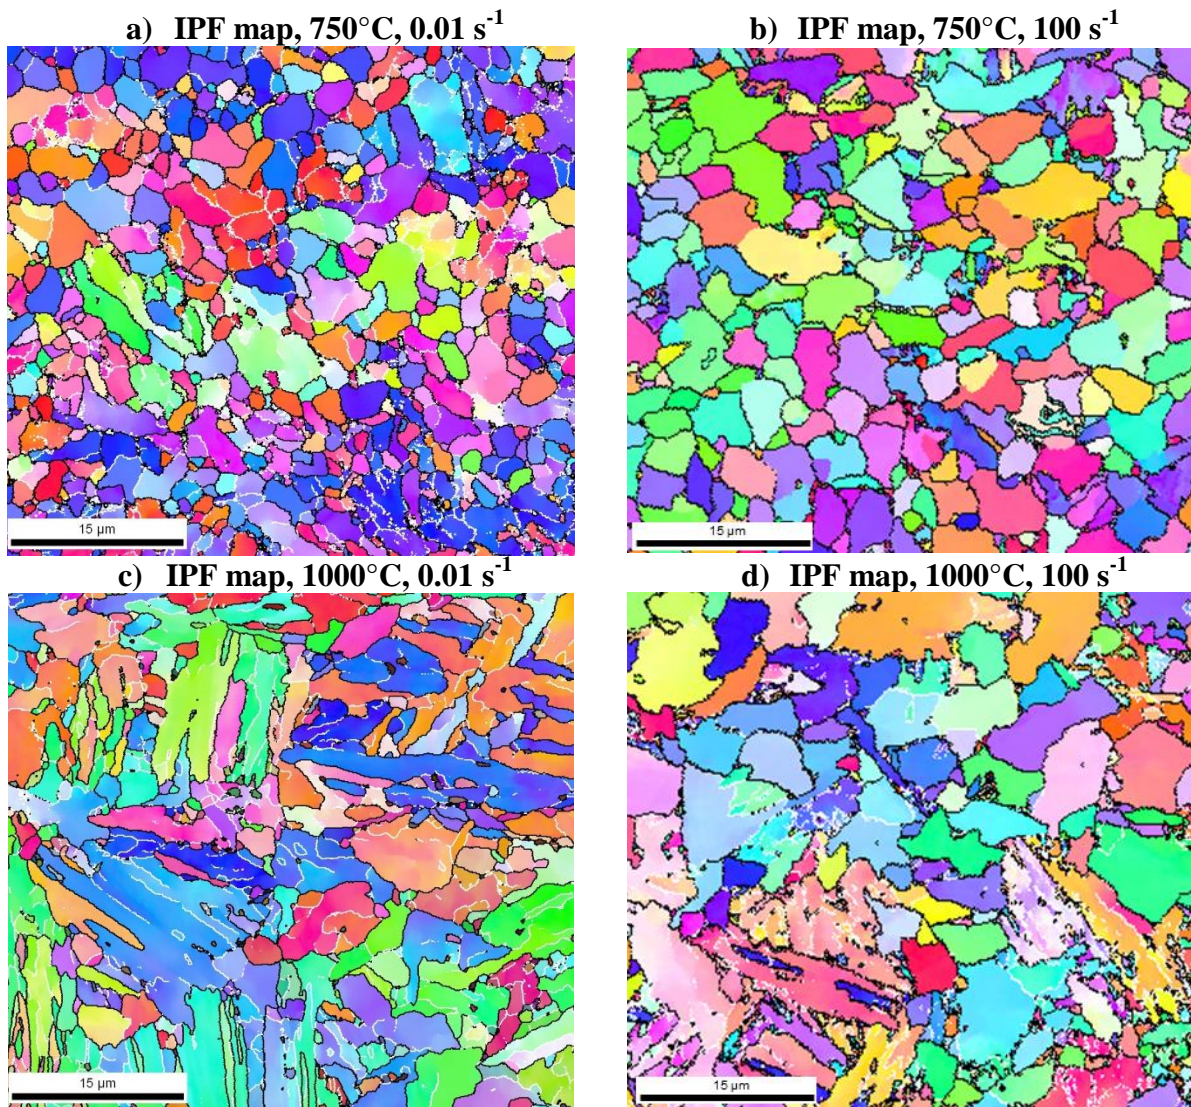 a) IPF map, 750°C, 0.01 s⁻¹
b) IPF map, 750°C, 100 s⁻¹
15 µm
15 µm
c) IPF map, 1000°C, 0.01 s⁻¹
d) IPF map, 1000°C, 100 s⁻¹
15 µm
15 µm